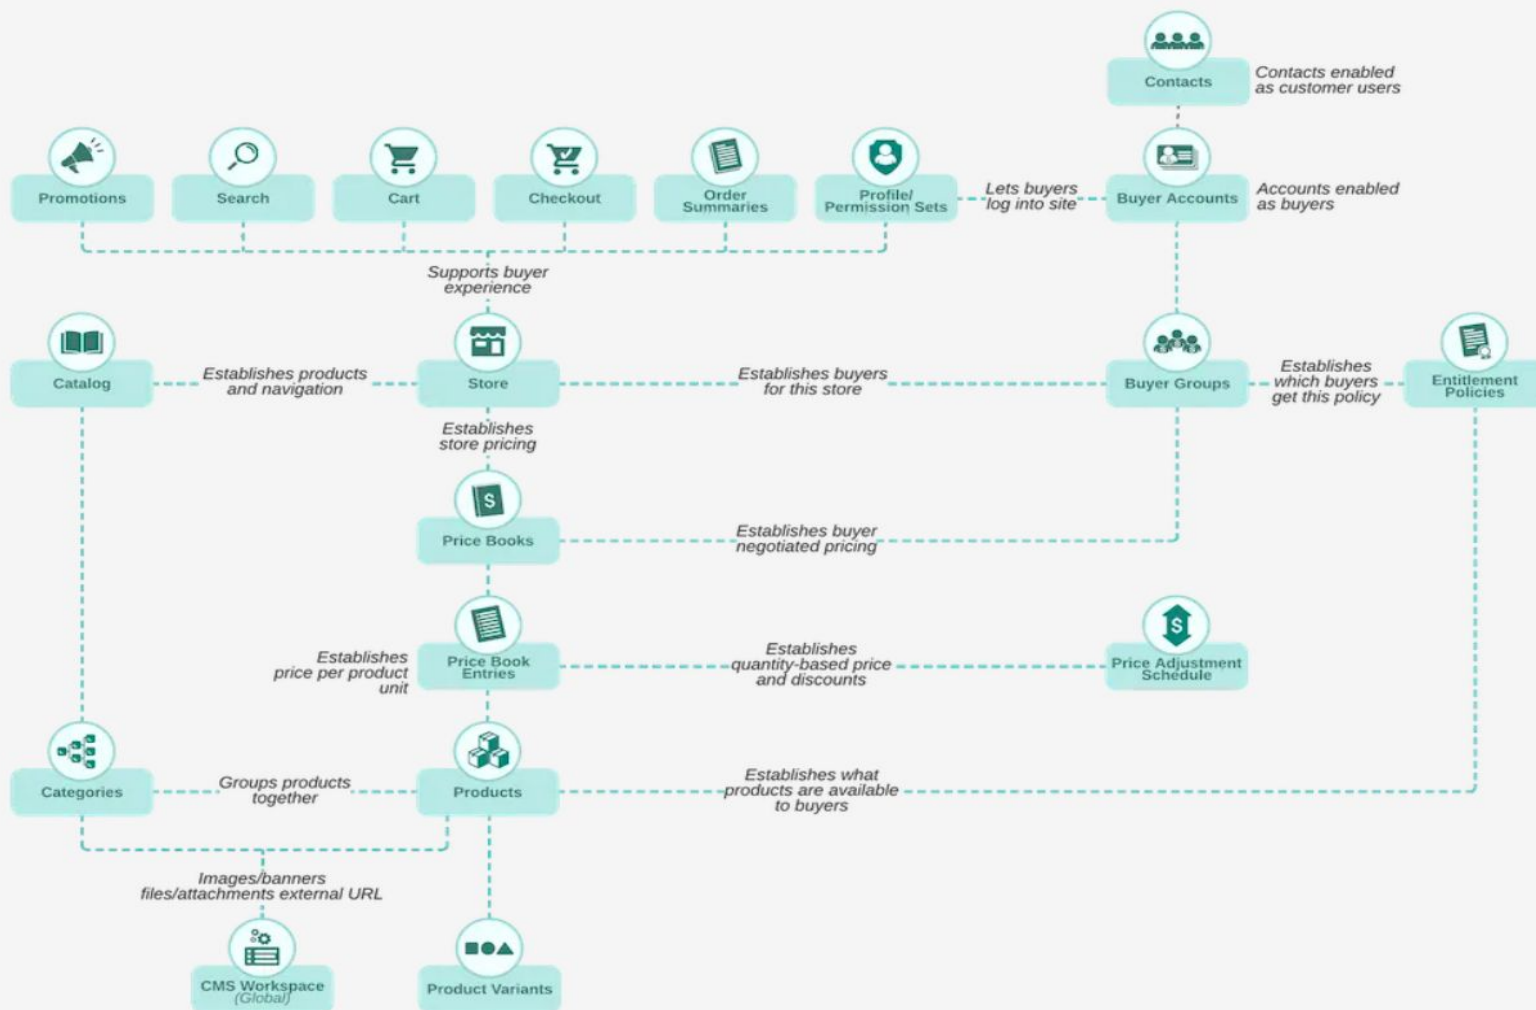 Contacts
Contacts enabled
as customer users
Promotions
Search
Cart
Checkout
Order
Summaries
Profile/
Permission Sets
Lets buyers
log into site
Buyer Accounts
Accounts enabled
as buyers
Supports buyer
experience
Catalog
Establishes products
and navigation
Store
Establishes buyers
for this store
Buyer Groups
Establishes
which buyers
get this policy
Entitlement
Policies
Establishes
store pricing
$
Price Books
Establishes buyer
negotiated pricing
Establishes
price per product
unit
Price Book
Entries
Establishes
quantity-based price
and discounts
$
Price Adjustment
Schedule
Categories
Groups products
together
Products
Establishes what
products are available
to buyers
Images/banners
files/attachments external URL
CMS Workspace
(Global)
Product Variants